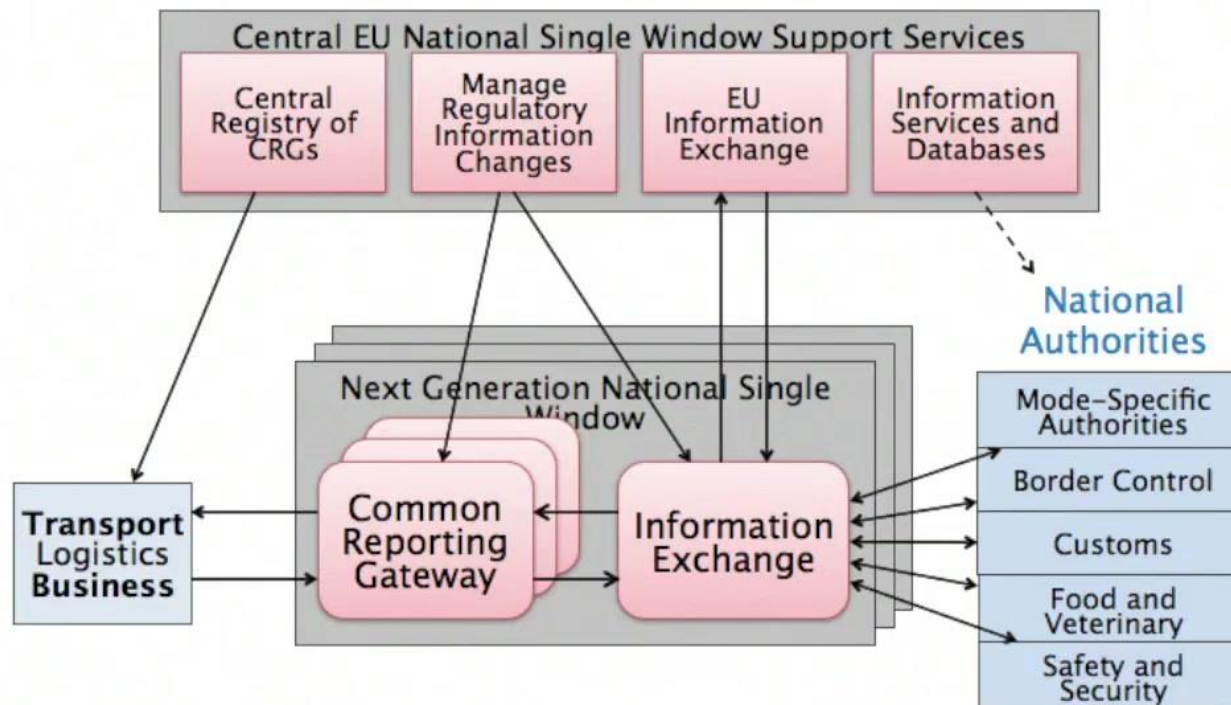 Central EU National Single Window Support Services
Central
Registry of
CRGs
Manage
Regulatory
Information
Changes
EU
Information
Exchange
Information
Services and
Databases
National
Authorities
Next Generation National Single
Window
Common
Reporting
Gateway
Information
Exchange
Transport
Logistics
Business
Mode-Specific
Authorities
Border Control
Customs
Food and
Veterinary
Safety and
Security